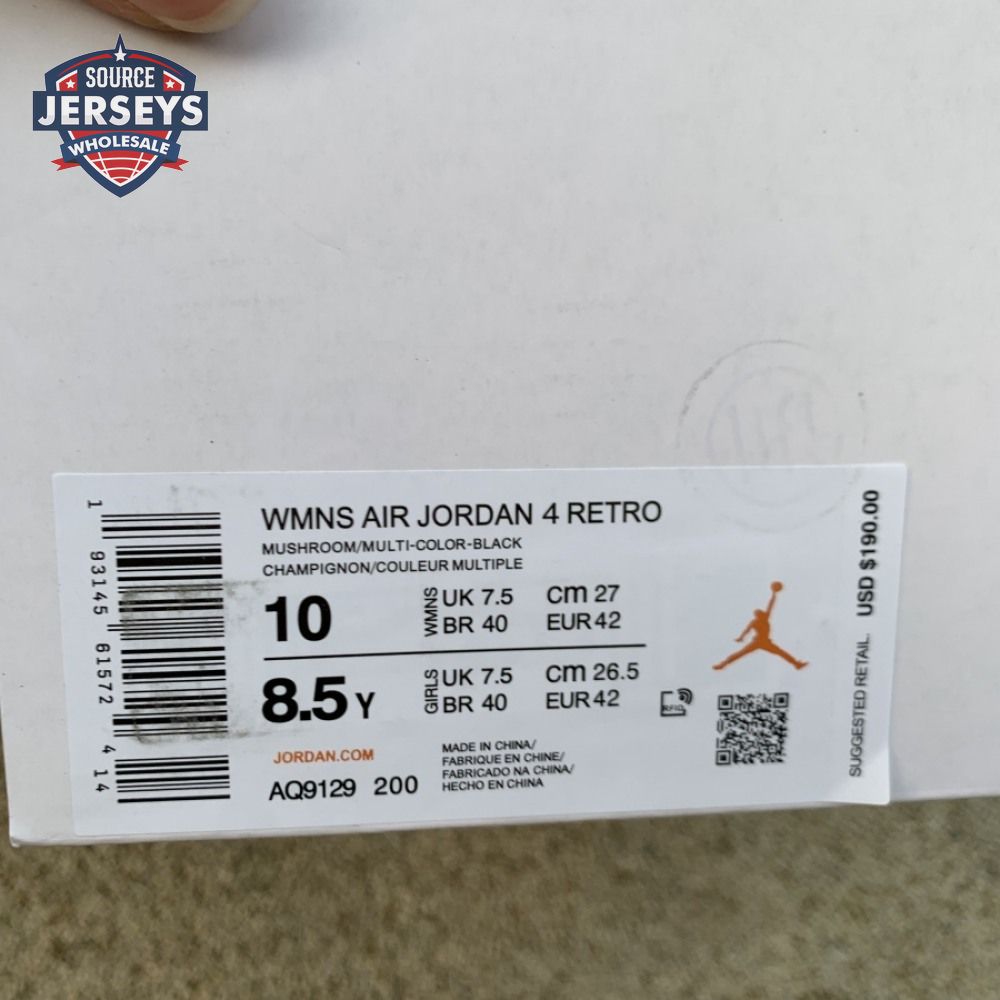 SOURCE
JERSEYS
WHOLESALE
WMNS AIR JORDAN 4 RETRO
MUSHROOM/MULTI-COLOR-BLACK
CHAMPIGNON/COULEUR MULTIPLE
10 WMNS UK 7.5 cm 27
BR 40 EUR 42
8.5 Y GIRLS UK 7.5 cm 26.5
BR 40 EUR 42
RFID
JORDAN.COM
AQ9129 200
MADE IN CHINA/
FABRIQUE EN CHINE/
FABRICADO NA CHINA/
HECHO EN CHINA
1 93145 61572 4 14
SUGGESTED RETAIL USD $190.00